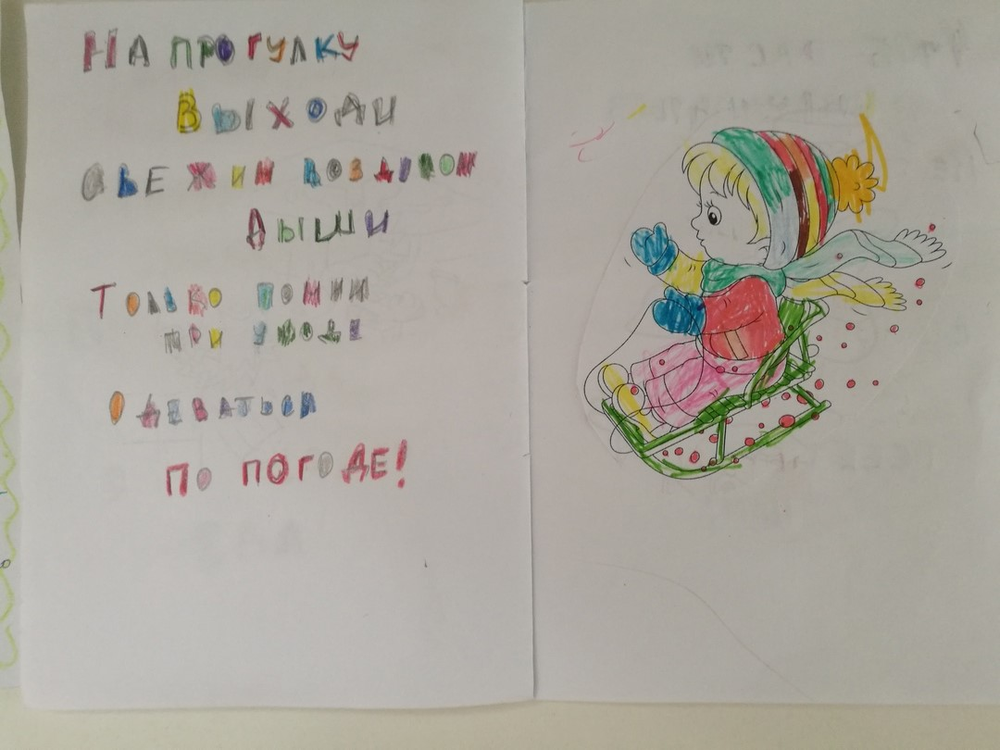 НА ПРОГУЛКУ
ВЫХОДИ
СВЕЖИМ ВОЗДУХОМ
ДЫШИ
ТОЛЬКО ПОМНИ
ПРИ УХОДЕ
ОДЕВАТЬСЯ
ПО ПОГОДЕ!